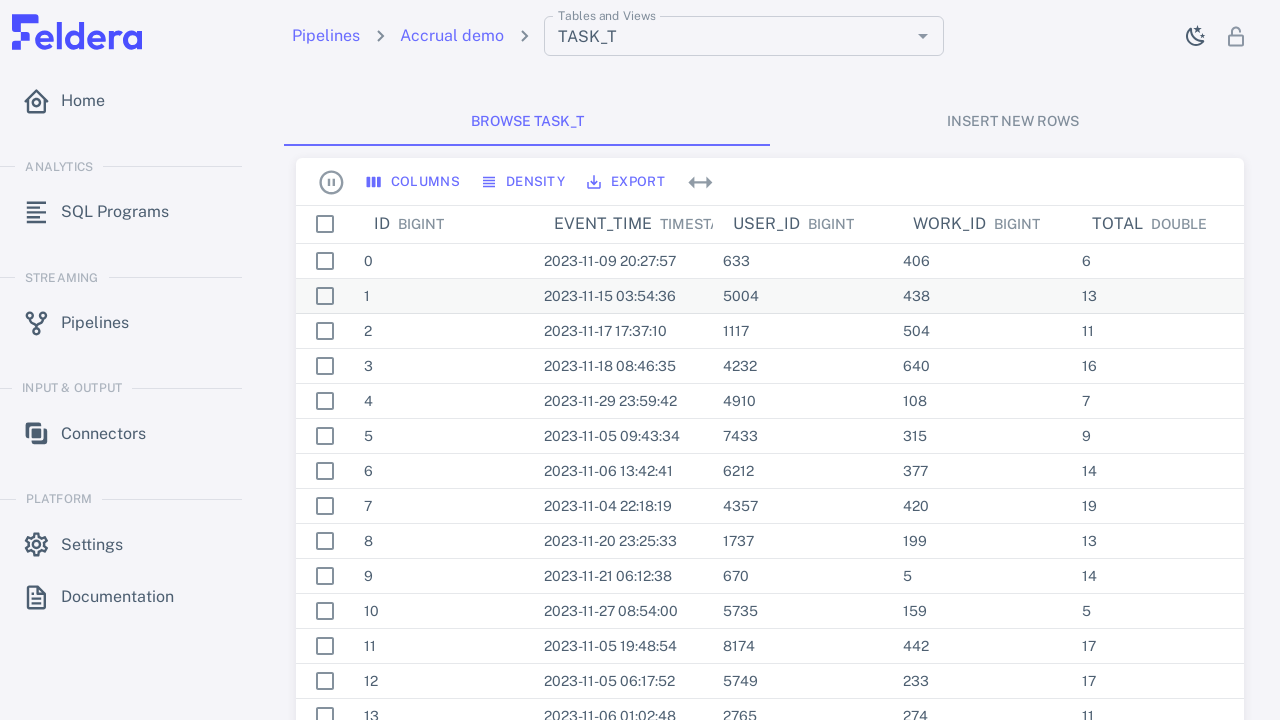 Feldera
Pipelines > Accrual demo >
Tables and Views
TASK_T
Home
ANALYTICS
SQL Programs
STREAMING
Pipelines
INPUT & OUTPUT
Connectors
PLATFORM
Settings
Documentation
BROWSE TASK_T INSERT NEW ROWS
COLUMNS DENSITY EXPORT
ID BIGINT EVENT_TIME TIMESTA USER_ID BIGINT WORK_ID BIGINT TOTAL DOUBLE
0 2023-11-09 20:27:57 633 406 6
1 2023-11-15 03:54:36 5004 438 13
2 2023-11-17 17:37:10 1117 504 11
3 2023-11-18 08:46:35 4232 640 16
4 2023-11-29 23:59:42 4910 108 7
5 2023-11-05 09:43:34 7433 315 9
6 2023-11-06 13:42:41 6212 377 14
7 2023-11-04 22:18:19 4357 420 19
8 2023-11-20 23:25:33 1737 199 13
9 2023-11-21 06:12:38 670 5 14
10 2023-11-27 08:54:00 5735 159 5
11 2023-11-05 19:48:54 8174 442 17
12 2023-11-05 06:17:52 5749 233 17
13 2023-11-06 01:02:48 2765 274 11